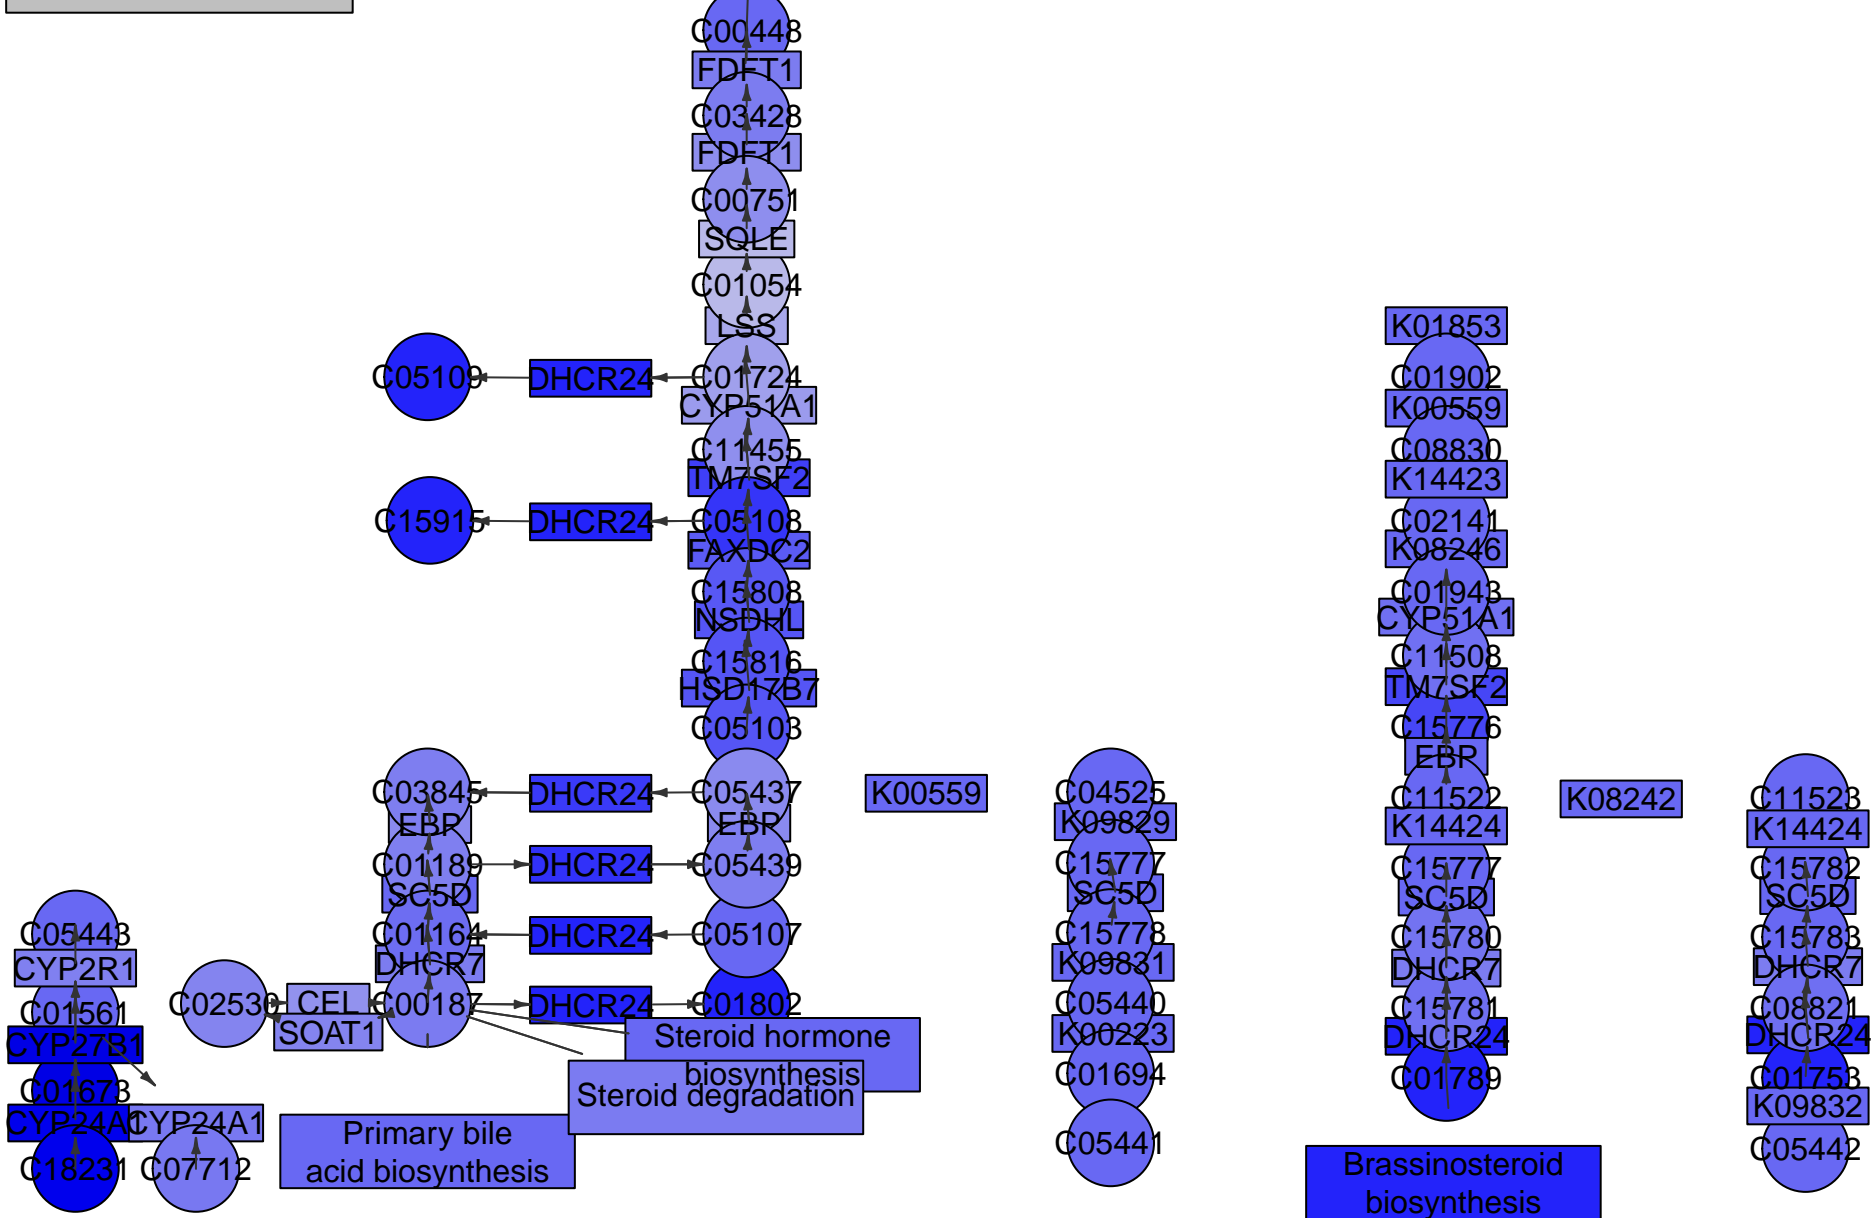 C00448
FDFT1
C03428
FDFT1
C00751
SQLE
C01054
LSS
K01853
C05109
DHCR24
C01724
C01902
CYP51A1
K00559
C11455
C08830
TM7SF2
K14423
C15915
DHCR24
C05108
C02141
FAXDC2
K08246
C15808
C01943
NSDHL
CYP51A1
C15816
C11508
HSD17B7
TM7SF2
C05103
C15776
EBP
C03845
DHCR24
C05437
K00559
C04525
C11522
K08242
C11523
EBP
EBP
K09829
K14424
K14424
C01189
DHCR24
C05439
C15777
C15777
C15782
SC5D
SC5D
SC5D
SC5D
C05443
C01164
DHCR24
C05107
C15778
C15780
C15783
CYP2R1
DHCR7
K09831
DHCR7
DHCR7
C02530
CEL
C00187
DHCR24
C01802
C05440
C15781
C08821
C01561
SOAT1
Steroid hormone
biosynthesis
K00223
DHCR24
DHCR24
CYP27B1
C01673
C01694
C01789
C01753
Steroid degradation
K09832
CYP24A1
CYP24A1
Primary bile
acid biosynthesis
C05441
C05442
C18231
C07712
Brassinosteroid
biosynthesis